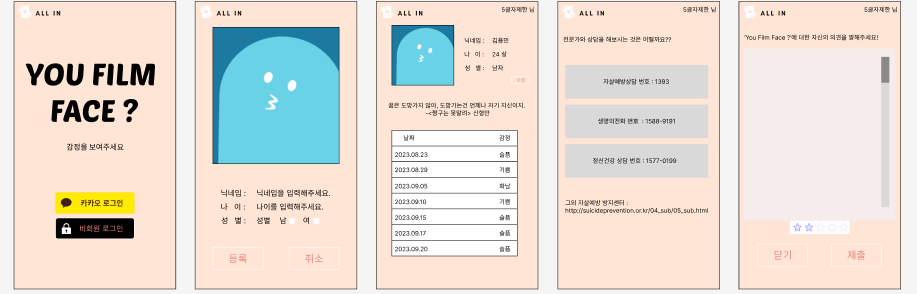 ALL IN
YOU FILM
FACE ?
감정을 보여주세요
카카오 로그인
비회원 로그인
ALL IN
닉네임 : 닉네임을 입력해주세요.
나 이 : 나이를 입력해주세요.
성 별 : 성별 남 여
등록
취소
ALL IN
5글자제한 님
닉네임 : 김용민
나 이 : 24 살
성 별 : 남자
꿈은 도망가지 않아, 도망가는건 언제나 자기 자신이지.
-<짱구는 못말려> 신형만
날짜 감정
2023.08.23 슬픔
2023.08.29 기쁨
2023.09.05 화남
2023.09.10 기쁨
2023.09.15 슬픔
2023.09.17 슬픔
2023.09.20 슬픔
ALL IN
5글자제한 님
전문가와 상담을 해보시는 것은 어떨까요??
자살예방상담 번호 : 1393
생명의전화 번호 : 1588-9191
정신건강 상담 번호 : 1577-0199
그외 자살예방 방지센터 :
http://suicideprevention.or.kr/04_sub/05_sub.html
ALL IN
5글자제한 님
'You Film Face ?'에 대한 자신의 의견을 말해주세요!
닫기
제출